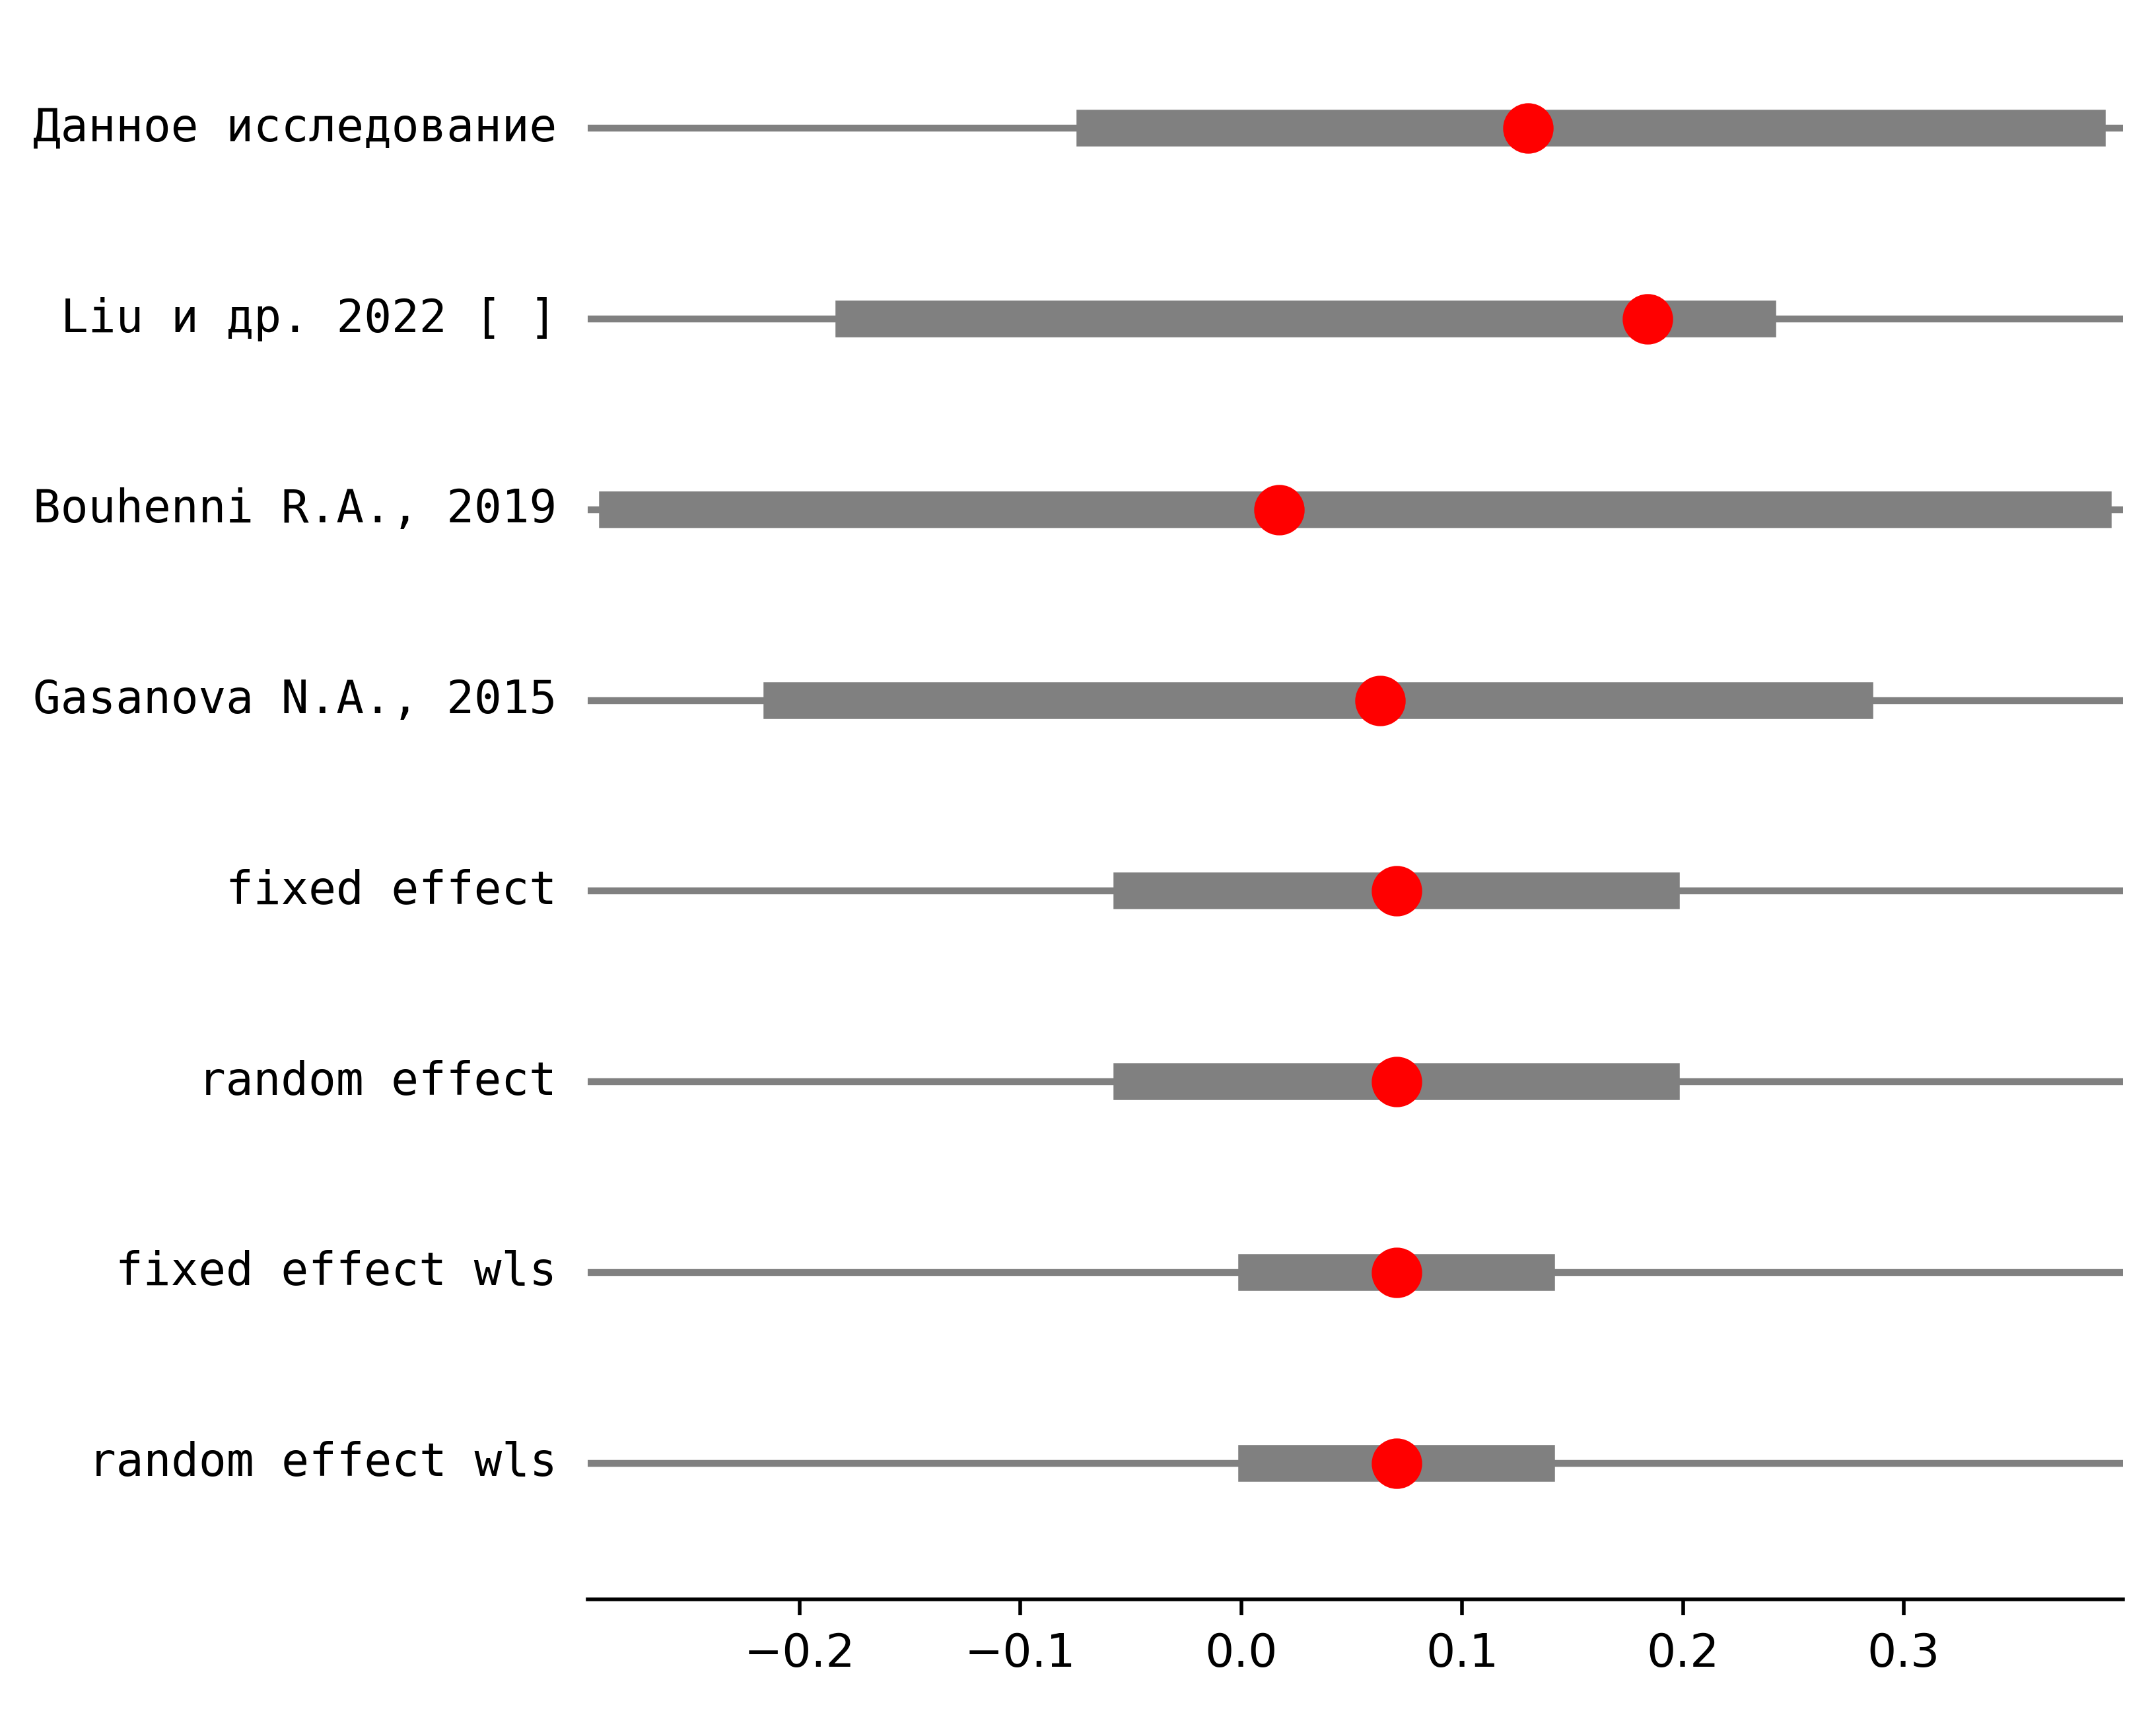 Данное исследование
Liu и др. 2022 [ ]
Bouhenni R.A., 2019
Gasanova N.A., 2015
fixed effect
random effect
fixed effect wls
random effect wls
−0.2 −0.1 0.0 0.1 0.2 0.3